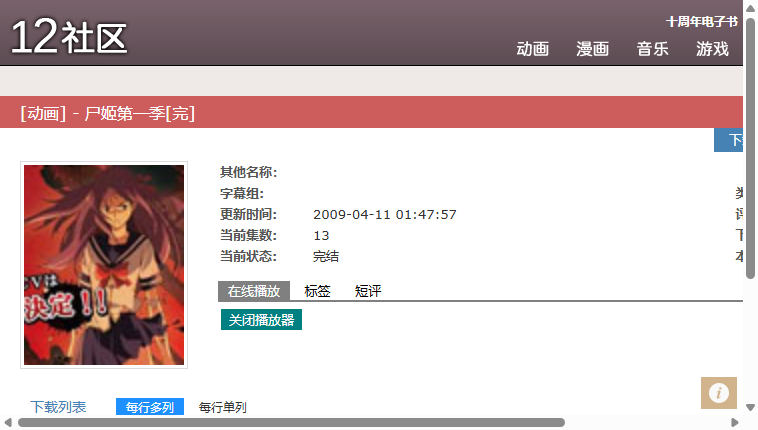 12社区
十周年电子书
动画 漫画 音乐 游戏
[动画] - 尸姬第一季[完]
下
其他名称：
字幕组：
更新时间： 2009-04-11 01:47:57
当前集数： 13
当前状态： 完结
CVは
決定！！
在线播放 标签 短评
关闭播放器
下载列表 每行多列 每行单列